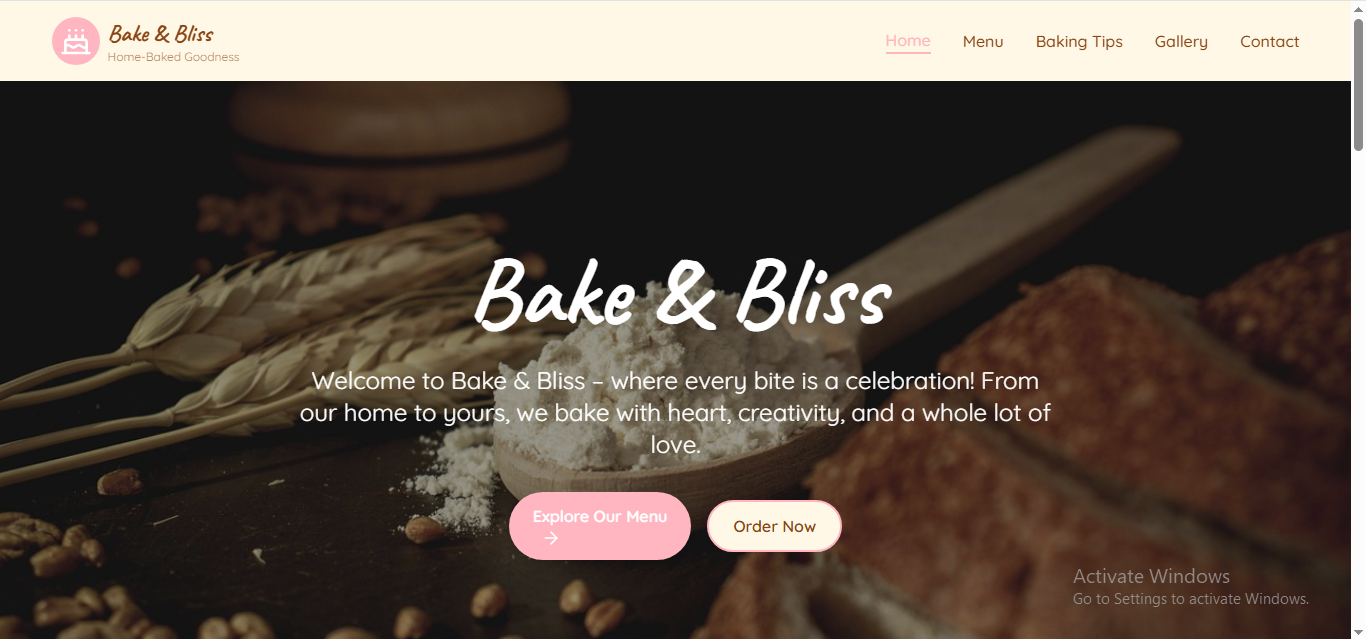 Bake & Bliss
Home-Baked Goodness
Home
Menu
Baking Tips
Gallery
Contact
Bake & Bliss
Welcome to Bake & Bliss – where every bite is a celebration! From
our home to yours, we bake with heart, creativity, and a whole lot of
love.
Explore Our Menu
→
Order Now
Activate Windows
Go to Settings to activate Windows.